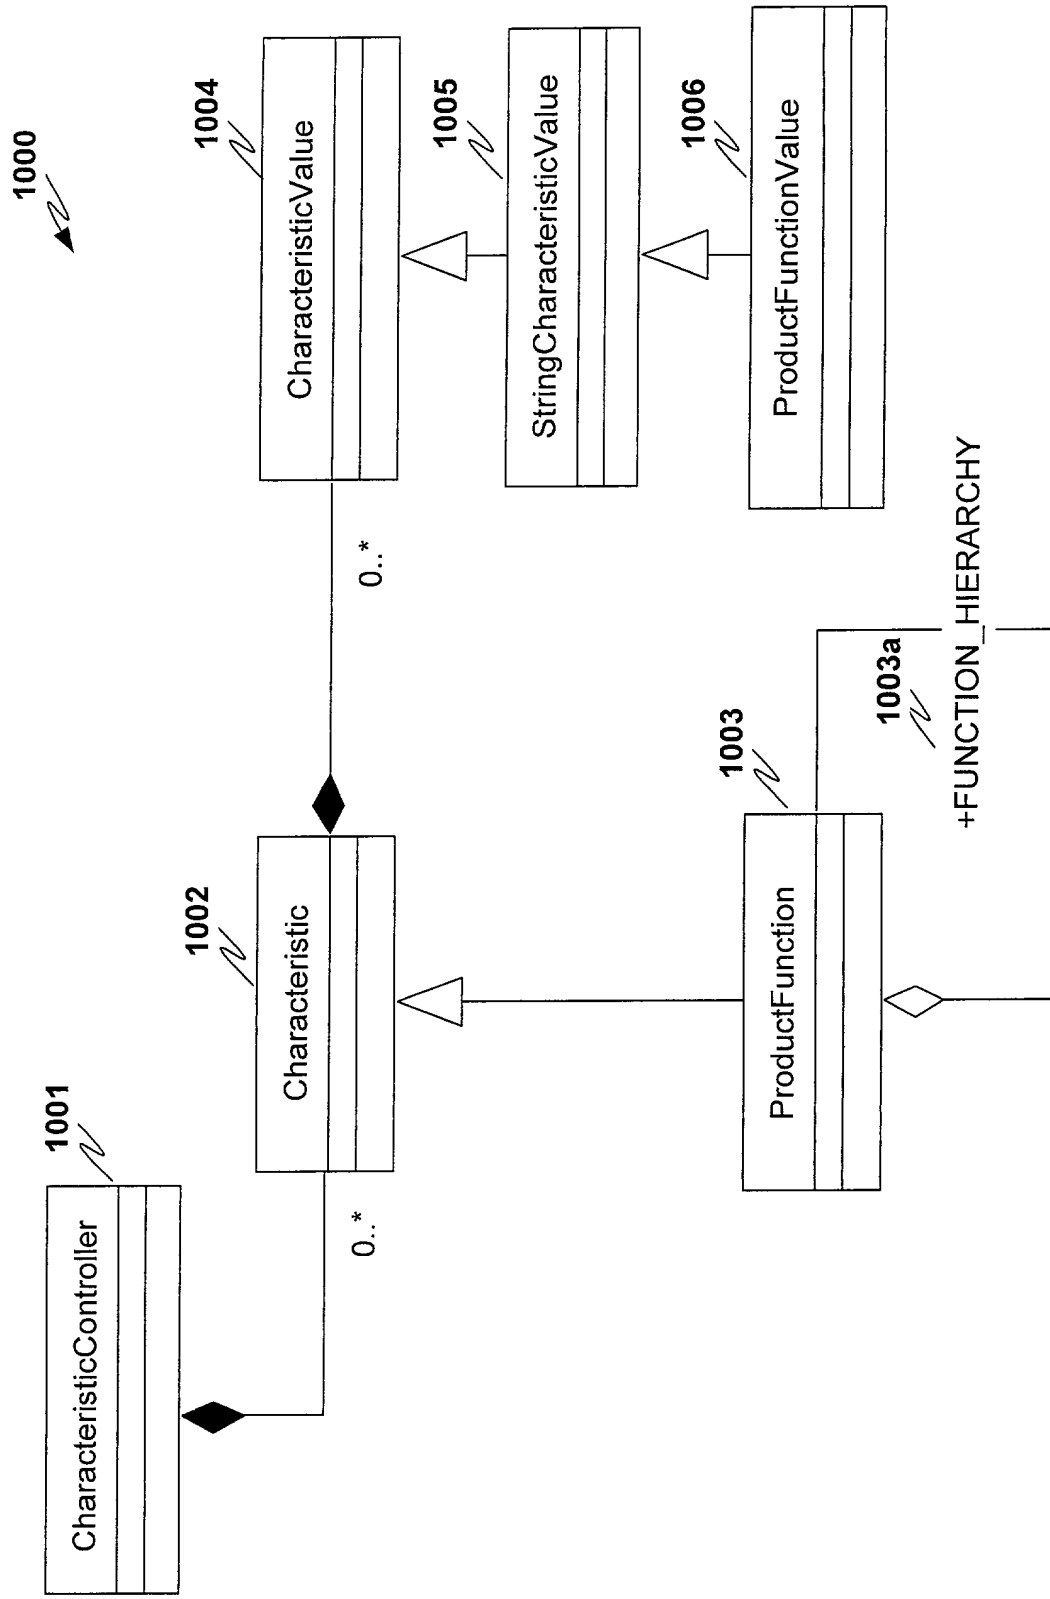 1000
1001
CharacteristicController
0..*
1002
Characteristic
0..*
1004
CharacteristicValue
1005
StringCharacteristicValue
1006
ProductFunctionValue
1003
ProductFunction
1003a
+FUNCTION_HIERARCHY